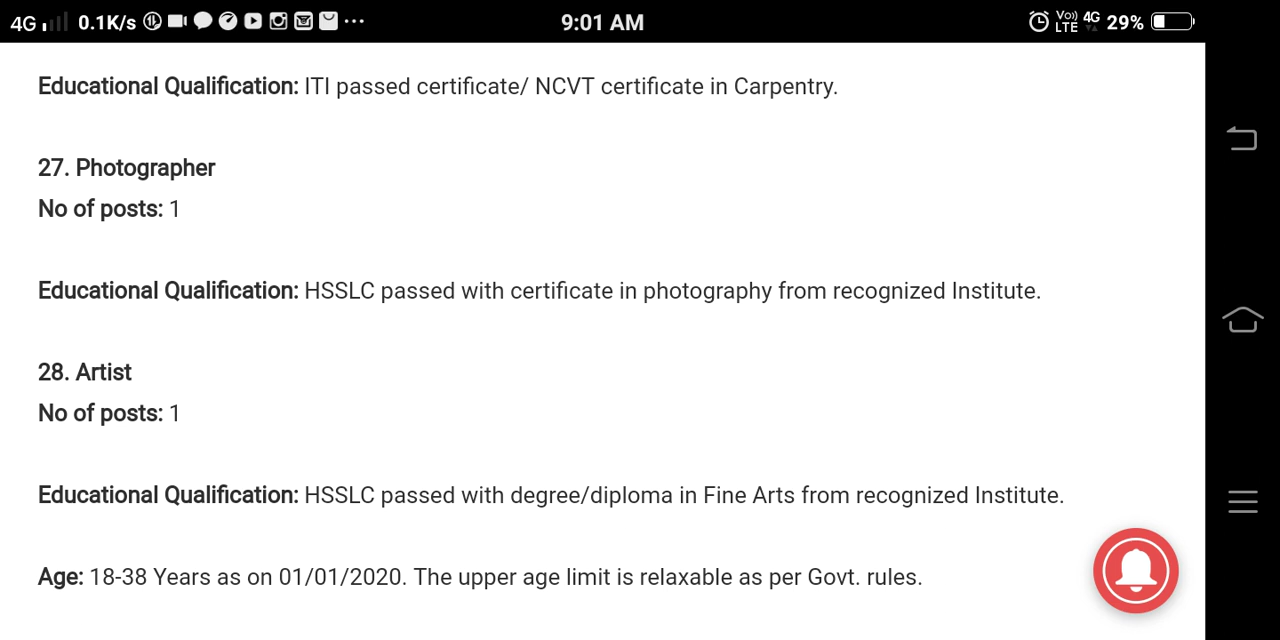 4G 0.1K/s 9:01 AM Vo)) LTE 4G 29%
Educational Qualification: ITI passed certificate/ NCVT certificate in Carpentry.
27. Photographer
No of posts: 1
Educational Qualification: HSSLC passed with certificate in photography from recognized Institute.
28. Artist
No of posts: 1
Educational Qualification: HSSLC passed with degree/diploma in Fine Arts from recognized Institute.
Age: 18-38 Years as on 01/01/2020. The upper age limit is relaxable as per Govt. rules.